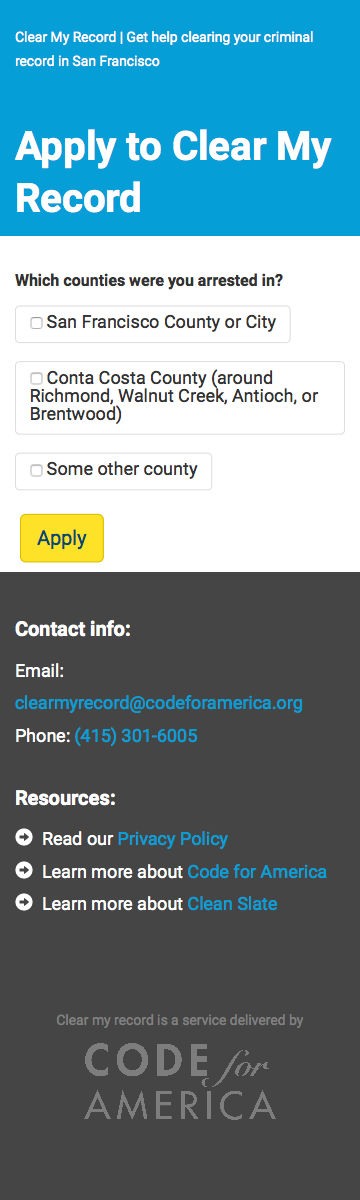 Clear My Record | Get help clearing your criminal
record in San Francisco
Apply to Clear My
Record
Which counties were you arrested in?
San Francisco County or City
Conta Costa County (around
Richmond, Walnut Creek, Antioch, or
Brentwood)
Some other county
Apply
Contact info:
Email:
clearmyrecord@codeforamerica.org
Phone: (415) 301-6005
Resources:
Read our Privacy Policy
Learn more about Code for America
Learn more about Clean Slate
Clear my record is a service delivered by
CODE for
AMERICA